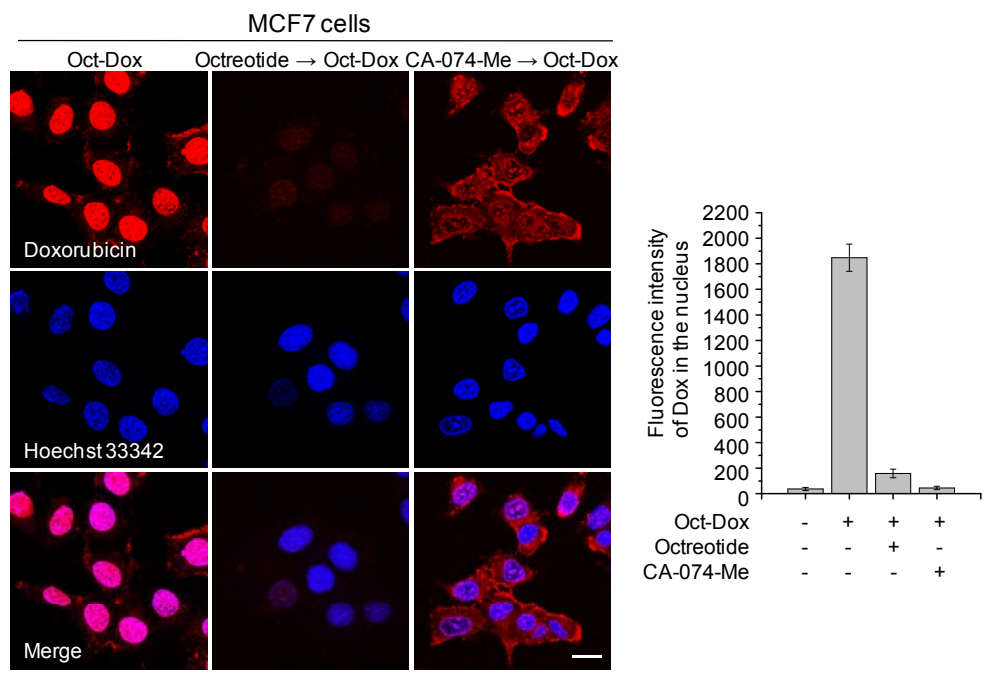 MCF7 cells
Oct-Dox
Octreotide → Oct-Dox
CA-074-Me → Oct-Dox
Doxorubicin
Hoechst 33342
Merge
Fluorescence intensity
of Dox in the nucleus
2200
2000
1800
1600
1400
1200
1000
800
600
400
200
0
Oct-Dox - + + +
Octreotide - - + -
CA-074-Me - - - +